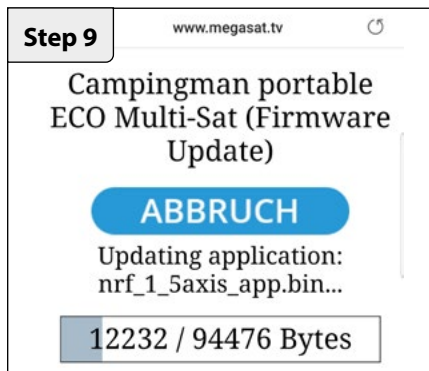 Step 9
www.megasat.tv
Campingman portable
ECO Multi-Sat (Firmware
Update)
ABBRUCH
Updating application:
nrf_1_5axis_app.bin...
12232 / 94476 Bytes